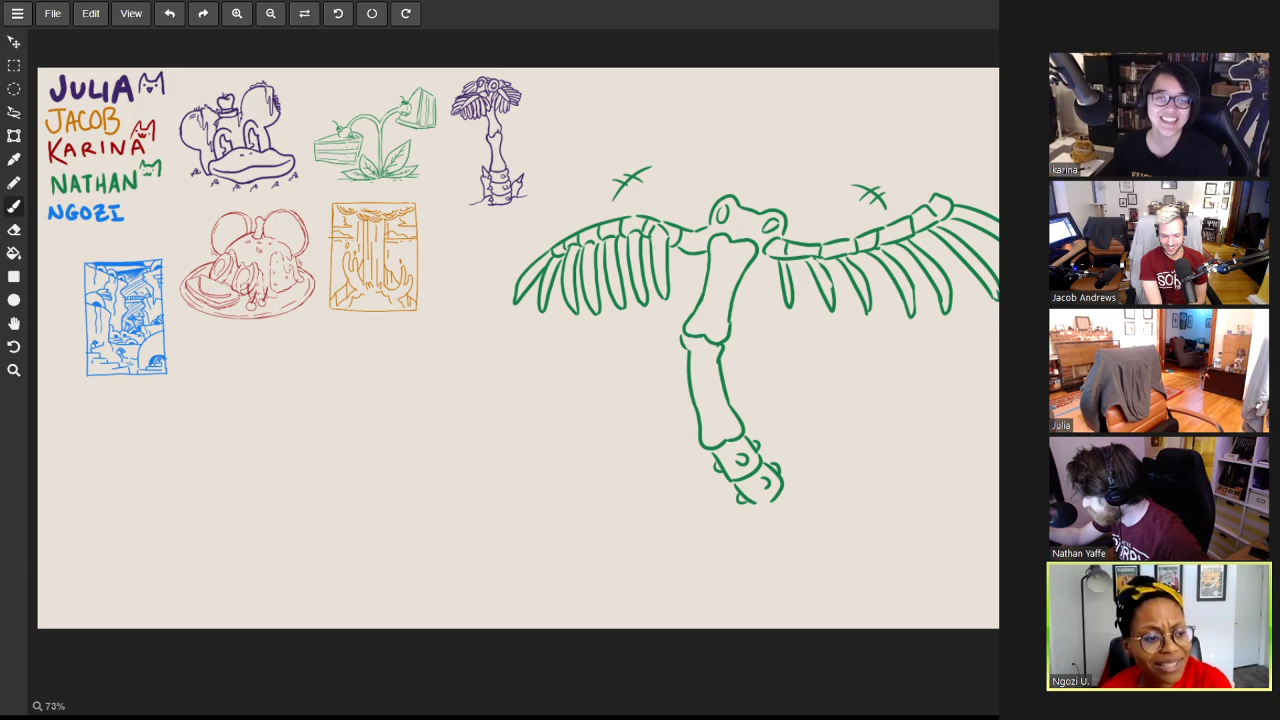 File Edit View
JULIA
JACOB
KARINA
NATHAN
NGOZI
73%
karina
Jacob Andrews
Julia
Nathan Yaffe
Ngozi U.